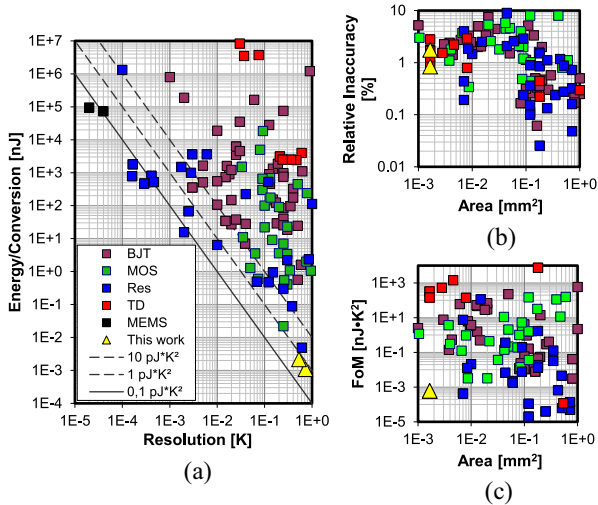 (a)
Energy/Conversion [nJ]
1E+7
1E+6
1E+5
1E+4
1E+3
1E+2
1E+1
1E+0
1E-1
1E-2
1E-3
1E-4
BJT
MOS
Res
TD
MEMS
This work
10 pJ*K²
1 pJ*K²
0,1 pJ*K²
1E-5 1E-4 1E-3 1E-2 1E-1 1E+0
Resolution [K]
(a)
Relative Inaccuracy [%]
10
1
0.1
0.01
1E-3 1E-2 1E-1 1E+0
Area [mm²]
(b)
FoM [nJ•K²]
1E+3
1E+1
1E-1
1E-3
1E-5
1E-3 1E-2 1E-1 1E+0
Area [mm²]
(c)